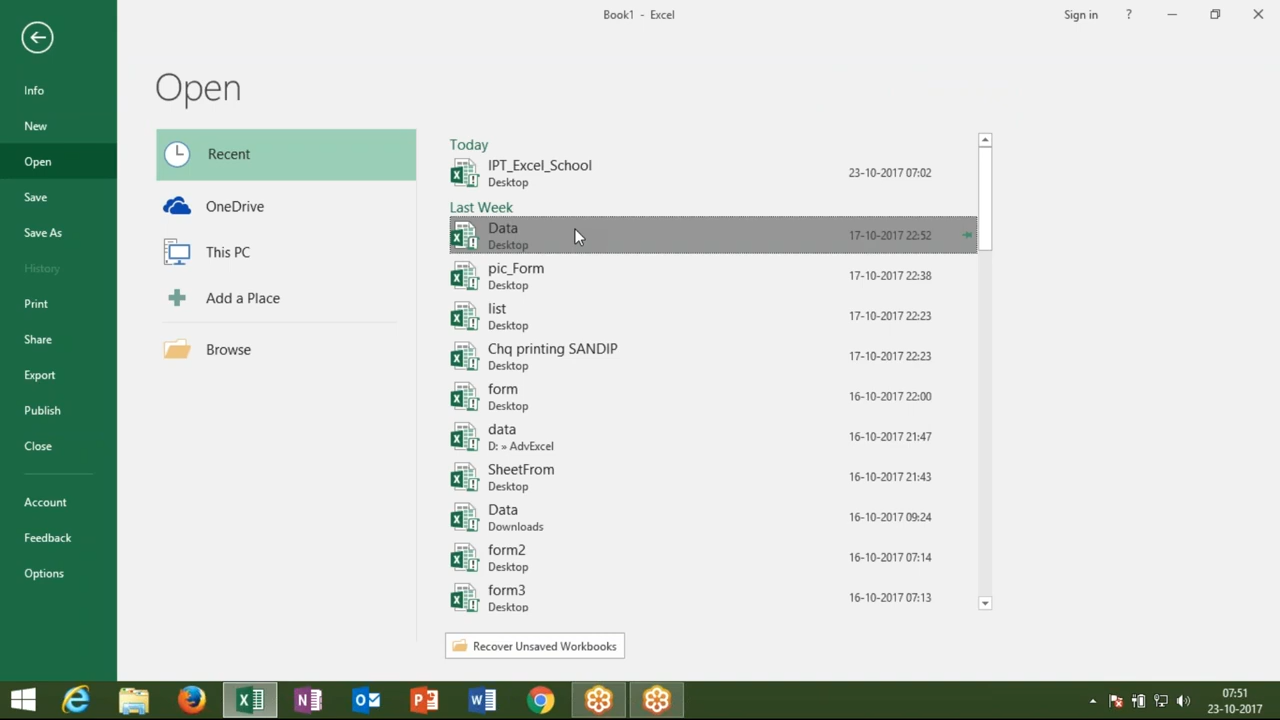 Book1 - Excel
Sign in
?
Info
New
Open
Save
Save As
History
Print
Share
Export
Publish
Close
Account
Feedback
Options
Open
Recent
OneDrive
This PC
Add a Place
Browse
Today
IPT_Excel_School 23-10-2017 07:02
Desktop
Last Week
Data 17-10-2017 22:52
Desktop
pic_Form 17-10-2017 22:38
Desktop
list 17-10-2017 22:23
Desktop
Chq printing SANDIP 17-10-2017 22:23
Desktop
form 16-10-2017 22:00
Desktop
data 16-10-2017 21:47
D: » AdvExcel
SheetFrom 16-10-2017 21:43
Desktop
Data 16-10-2017 09:24
Downloads
form2 16-10-2017 07:14
Desktop
form3 16-10-2017 07:13
Desktop
Recover Unsaved Workbooks
07:51
23-10-2017